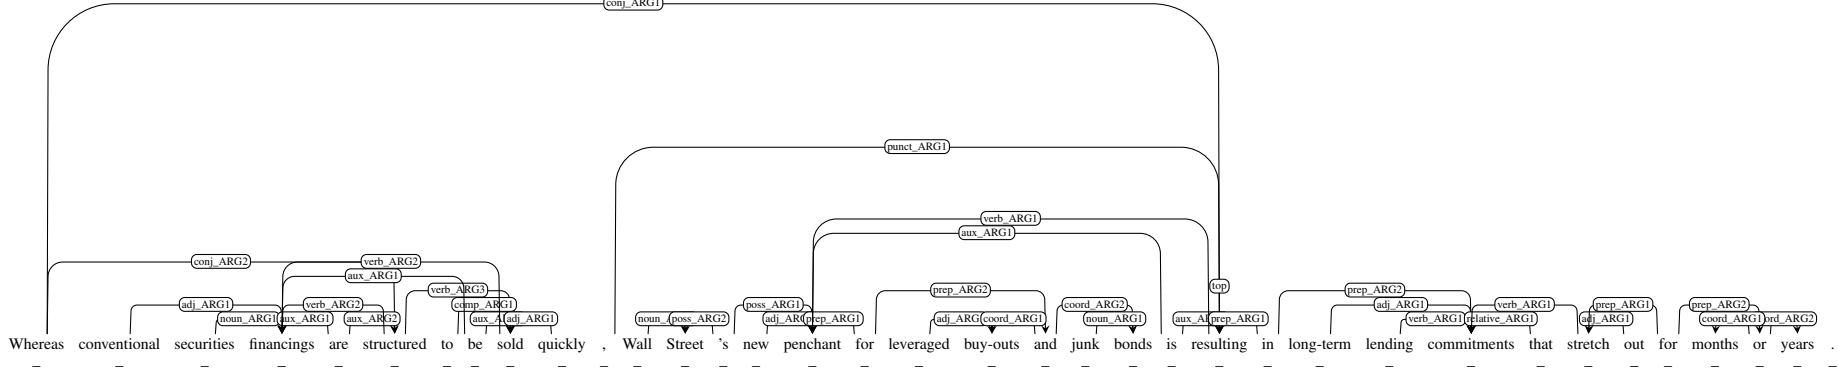 conj_ARG1
punct_ARG1
verb_ARG1
aux_ARG1
conj_ARG2 verb_ARG2
aux_ARG1
top
verb_ARG3 prep_ARG2 prep_ARG2
adj_ARG1 verb_ARG2 comp_ARG1 poss_ARG1 coord_ARG2 adj_ARG1 verb_ARG1 prep_ARG1 prep_ARG2
noun_ARG1 aux_ARG1 aux_ARG2 adj_ARG1 poss_ARG2 prep_ARG1 coord_ARG1 noun_ARG1 prep_ARG1 verb_ARG1 relative_ARG1 adj_ARG1 coord_ARG1
Whereas conventional securities financings are structured to be sold quickly , Wall Street 's new penchant for leveraged buy-outs and junk bonds is resulting in long-term lending commitments that stretch out for months or years .